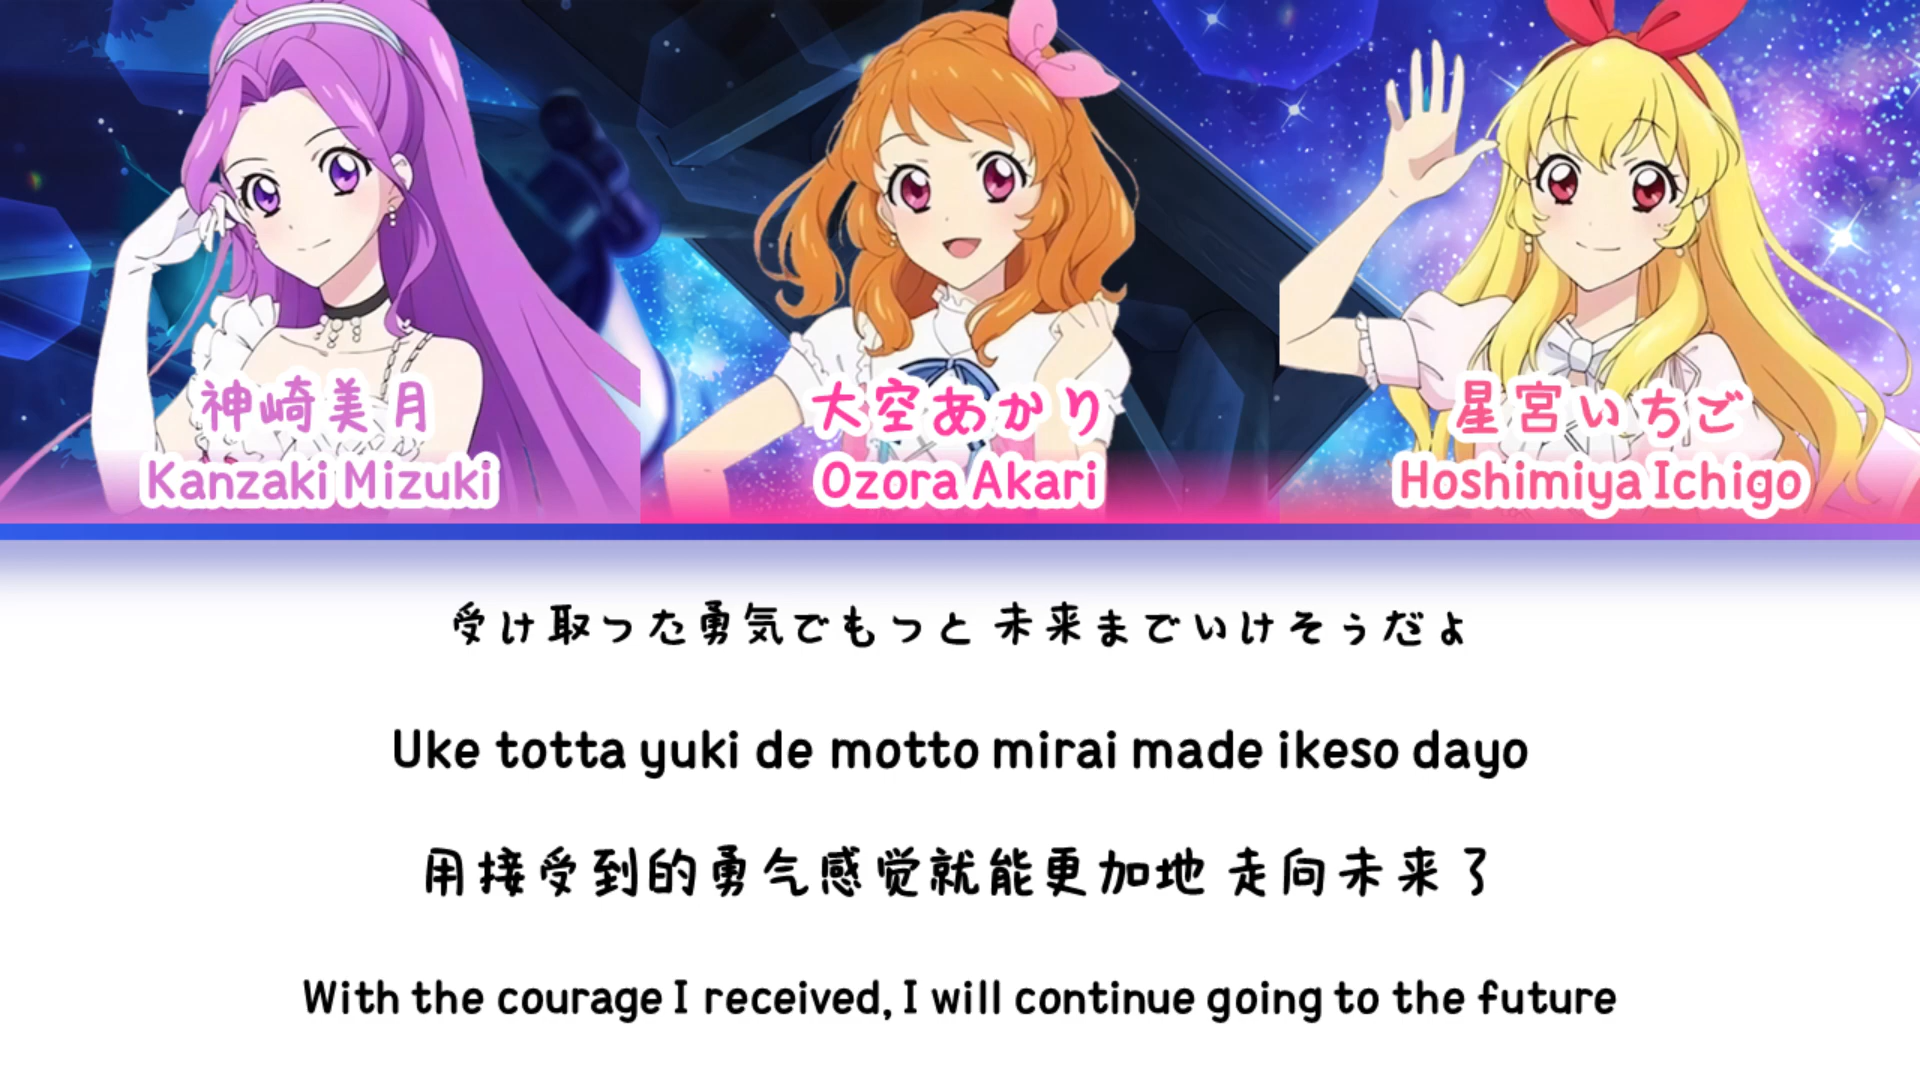 神崎美月
Kanzaki Mizuki
大空あかり
Ozora Akari
星宮いちご
Hoshimiya Ichigo
受け取った勇気でもっと 未来までいけそうだよ
Uke totta yuki de motto mirai made ikeso dayo
用接受到的勇气感觉就能更加地 走向未来了
With the courage I received, I will continue going to the future